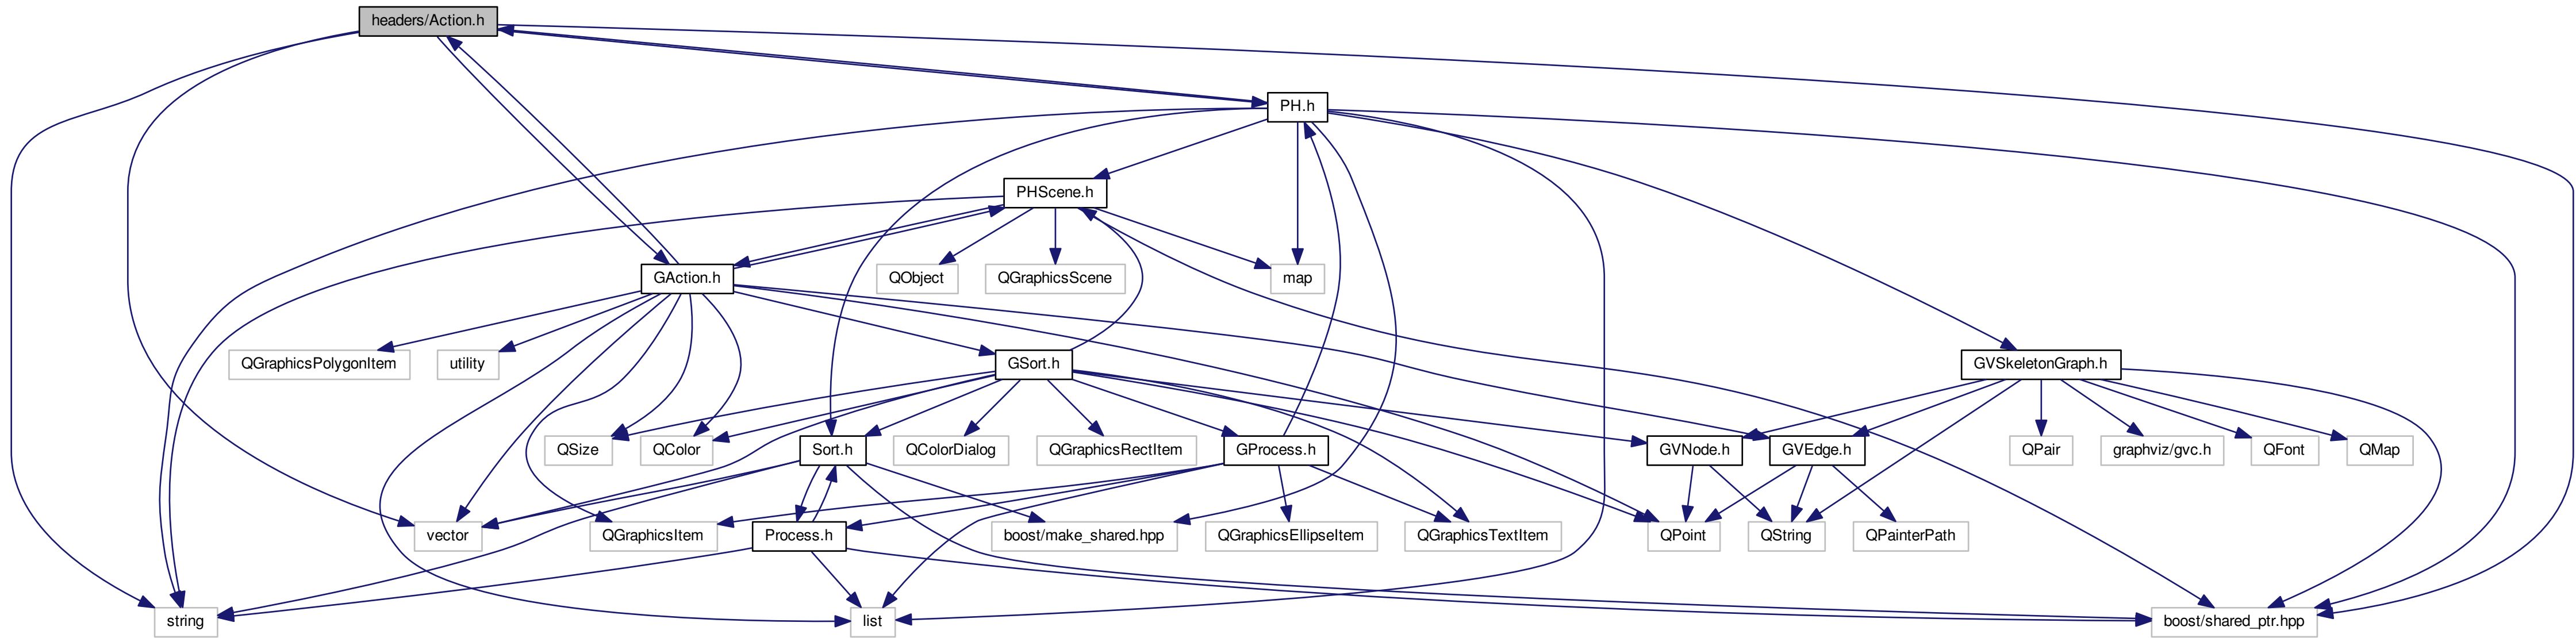 headers/Action.h
PH.h
PHScene.h
GAction.h
QObject
QGraphicsScene
map
QGraphicsPolygonItem
utility
GSort.h
GVSkeletonGraph.h
QSize
QColor
Sort.h
QColorDialog
QGraphicsRectItem
GProcess.h
GVNode.h
GVEdge.h
QPair
graphviz/gvc.h
QFont
QMap
vector
QGraphicsItem
Process.h
boost/make_shared.hpp
QGraphicsEllipseItem
QGraphicsTextItem
QPoint
QString
QPainterPath
string
list
boost/shared_ptr.hpp